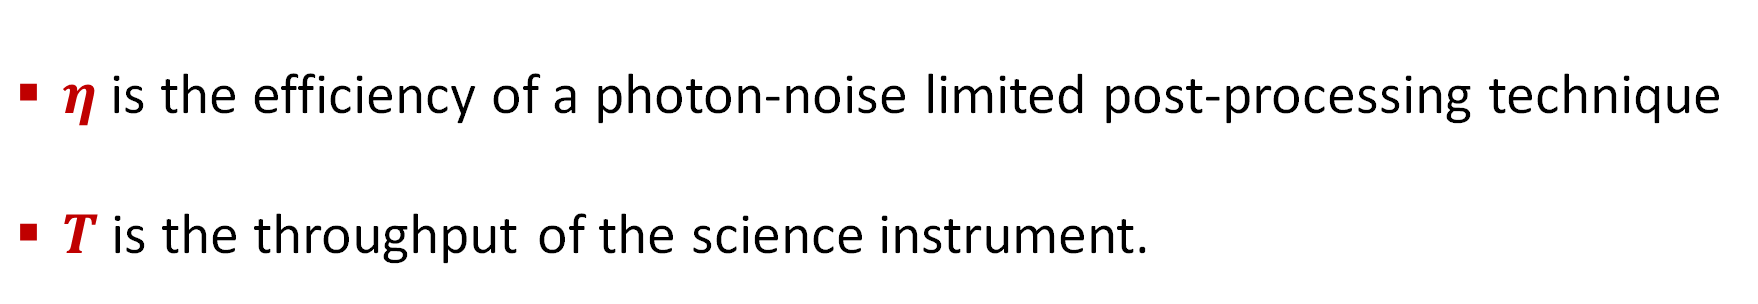 ▪ η is the efficiency of a photon-noise limited post-processing technique
▪ T is the throughput of the science instrument.